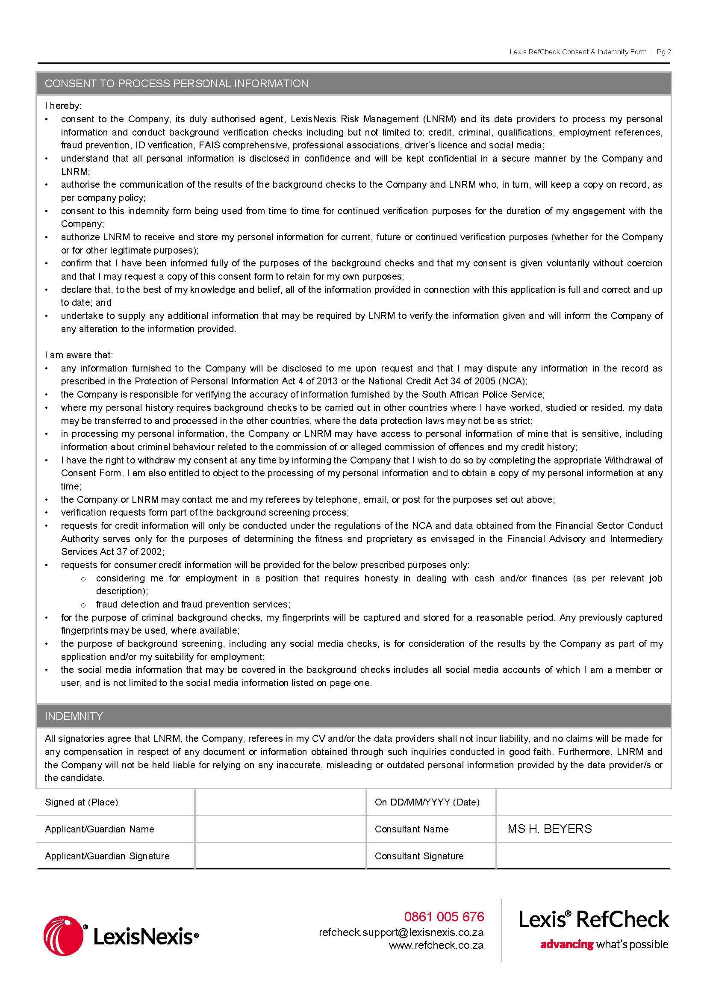 Lexis RefCheck Consent & Indemnity Form I Pg 2
CONSENT TO PROCESS PERSONAL INFORMATION
I hereby:
• consent to the Company, its duly authorised agent, LexisNexis Risk Management (LNRM) and its data providers to process my personal
information and conduct background verification checks including but not limited to; credit, criminal, qualifications, employment references,
fraud prevention, ID verification, FAIS comprehensive, professional associations, driver's licence and social media;
• understand that all personal information is disclosed in confidence and will be kept confidential in a secure manner by the Company and
LNRM;
• authorise the communication of the results of the background checks to the Company and LNRM who, in turn, will keep a copy on record, as
per company policy;
• consent to this indemnity form being used from time to time for continued verification purposes for the duration of my engagement with the
Company;
• authorize LNRM to receive and store my personal information for current, future or continued verification purposes (whether for the Company
or for other legitimate purposes);
• confirm that I have been informed fully of the purposes of the background checks and that my consent is given voluntarily without coercion
and that I may request a copy of this consent form to retain for my own purposes;
• declare that, to the best of my knowledge and belief, all of the information provided in connection with this application is full and correct and up
to date; and
• undertake to supply any additional information that may be required by LNRM to verify the information given and will inform the Company of
any alteration to the information provided.
I am aware that:
• any information furnished to the Company will be disclosed to me upon request and that I may dispute any information in the record as
prescribed in the Protection of Personal Information Act 4 of 2013 or the National Credit Act 34 of 2005 (NCA);
• the Company is responsible for verifying the accuracy of information furnished by the South African Police Service;
• where my personal history requires background checks to be carried out in other countries where I have worked, studied or resided, my data
may be transferred to and processed in the other countries, where the data protection laws may not be as strict;
• in processing my personal information, the Company or LNRM may have access to personal information of mine that is sensitive, including
information about criminal behaviour related to the commission of or alleged commission of offences and my credit history;
• I have the right to withdraw my consent at any time by informing the Company that I wish to do so by completing the appropriate Withdrawal of
Consent Form. I am also entitled to object to the processing of my personal information and to obtain a copy of my personal information at any
time;
• the Company or LNRM may contact me and my referees by telephone, email, or post for the purposes set out above;
• verification requests form part of the background screening process;
• requests for credit information will only be conducted under the regulations of the NCA and data obtained from the Financial Sector Conduct
Authority serves only for the purposes of determining the fitness and proprietary as envisaged in the Financial Advisory and Intermediary
Services Act 37 of 2002;
• requests for consumer credit information will be provided for the below prescribed purposes only:
o considering me for employment in a position that requires honesty in dealing with cash and/or finances (as per relevant job
description);
o fraud detection and fraud prevention services;
• for the purpose of criminal background checks, my fingerprints will be captured and stored for a reasonable period. Any previously captured
fingerprints may be used, where available;
• the purpose of background screening, including any social media checks, is for consideration of the results by the Company as part of my
application and/or my suitability for employment;
• the social media information that may be covered in the background checks includes all social media accounts of which I am a member or
user, and is not limited to the social media information listed on page one.
INDEMNITY
All signatories agree that LNRM, the Company, referees in my CV and/or the data providers shall not incur liability, and no claims will be made for
any compensation in respect of any document or information obtained through such inquiries conducted in good faith. Furthermore, LNRM and
the Company will not be held liable for relying on any inaccurate, misleading or outdated personal information provided by the data provider/s or
the candidate.
Signed at (Place) On DD/MM/YYYY (Date)
Applicant/Guardian Name Consultant Name MS H. BEYERS
Applicant/Guardian Signature Consultant Signature
® LexisNexis®
0861 005 676
refcheck.support@lexisnexis.co.za
www.refcheck.co.za
Lexis® RefCheck
advancing what's possible